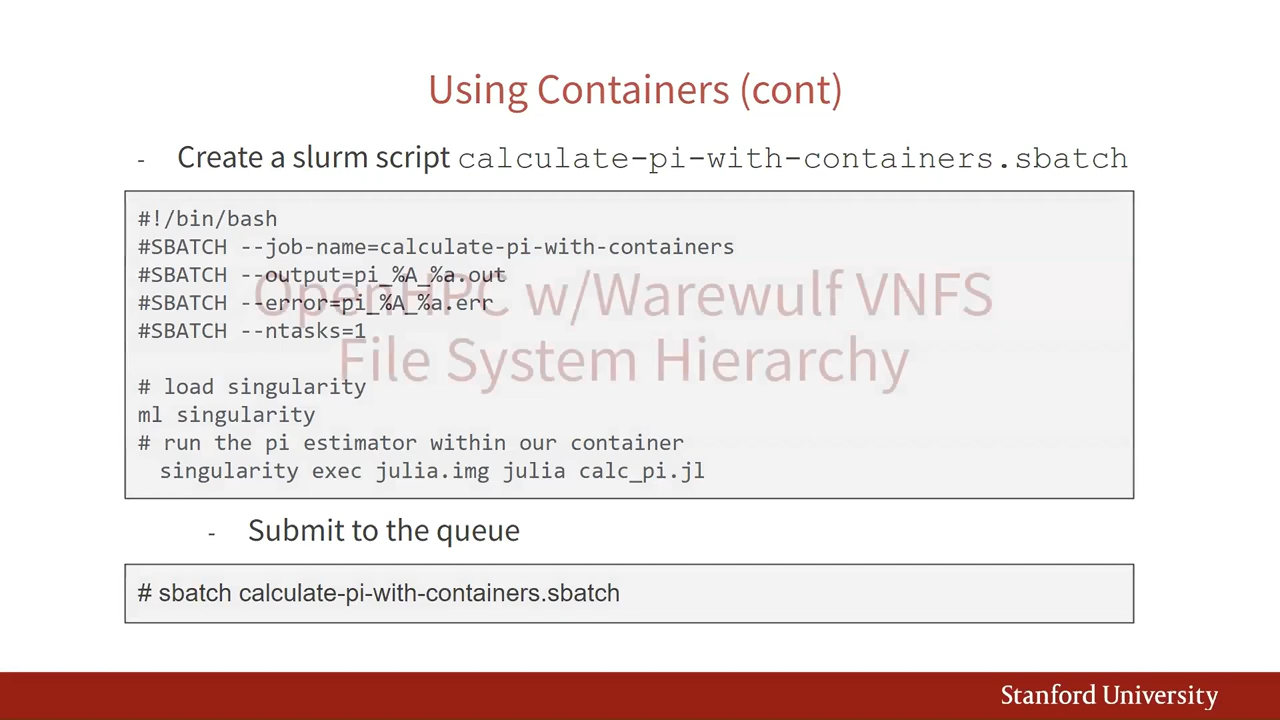 Using Containers (cont)
- Create a slurm script calculate-pi-with-containers.sbatch
#!/bin/bash
#SBATCH --job-name=calculate-pi-with-containers
#SBATCH --output=pi_%A_%a.out
#SBATCH --error=pi_%A_%a.err
#SBATCH --ntasks=1
OpenHPC w/Warewulf VNFS
File System Hierarchy
# load singularity
ml singularity
# run the pi estimator within our container
singularity exec julia.img julia calc_pi.jl
- Submit to the queue
# sbatch calculate-pi-with-containers.sbatch
Stanford University